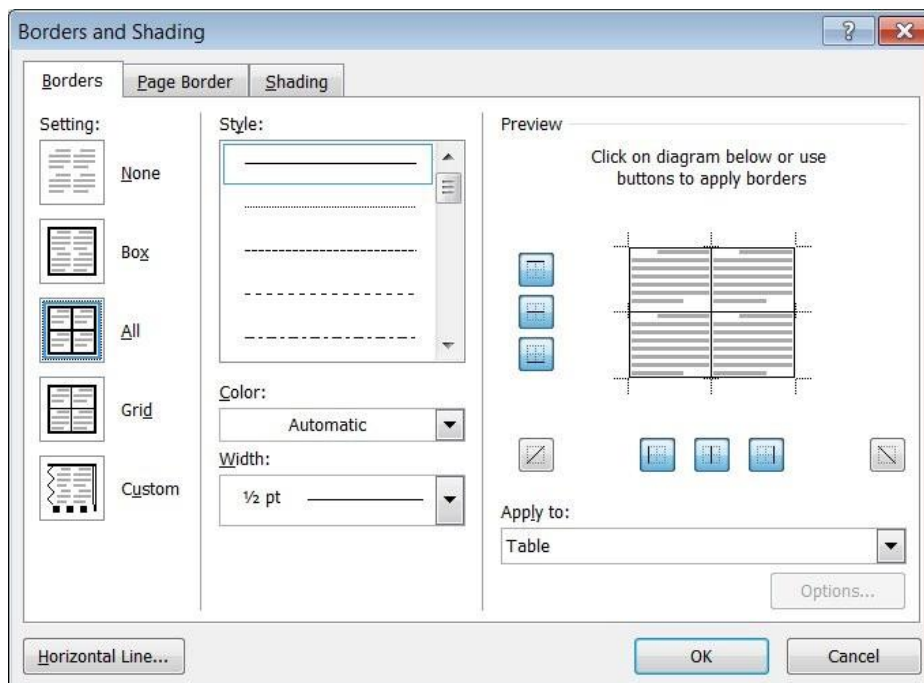 Borders and Shading
Borders
Page Border
Shading
Setting:
None
Box
All
Grid
Custom
Style:
Color:
Automatic
Width:
½ pt
Preview
Click on diagram below or use
buttons to apply borders
Apply to:
Table
Options...
Horizontal Line...
OK
Cancel